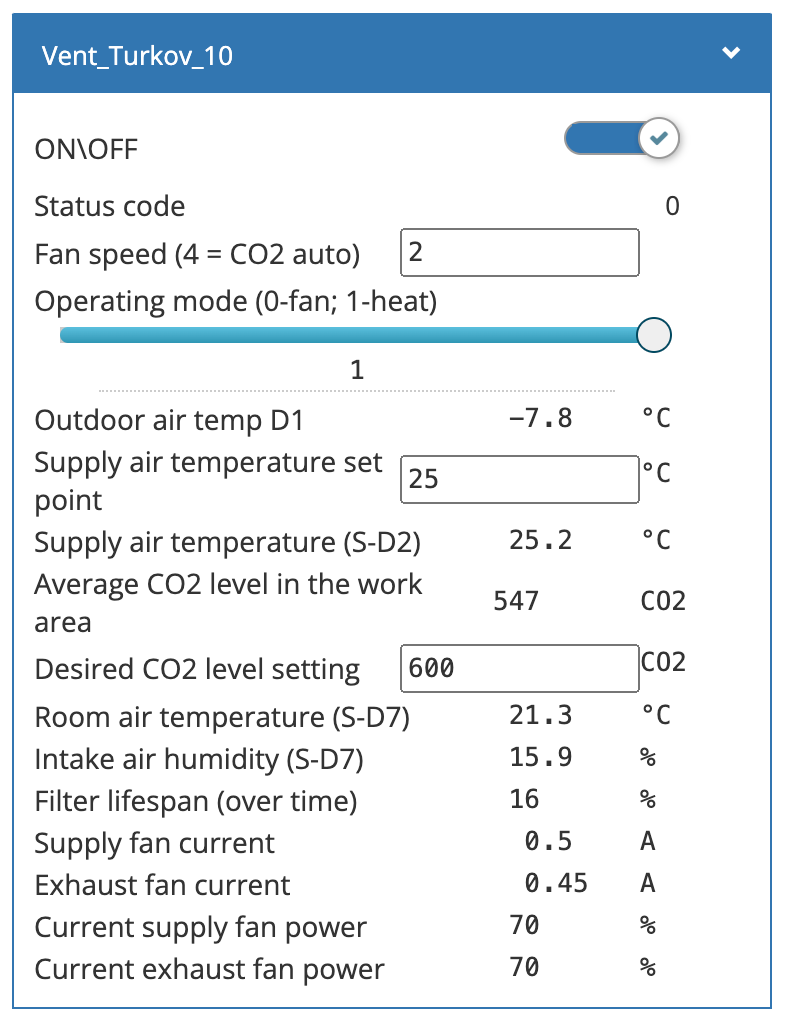 Vent_Turkov_10
ON\OFF
Status code 0
Fan speed (4 = CO2 auto) 2
Operating mode (0-fan; 1-heat)
1
Outdoor air temp D1 −7.8 °C
Supply air temperature set
point 25 °C
Supply air temperature (S-D2) 25.2 °C
Average CO2 level in the work
area 547 CO2
Desired CO2 level setting 600 CO2
Room air temperature (S-D7) 21.3 °C
Intake air humidity (S-D7) 15.9 %
Filter lifespan (over time) 16 %
Supply fan current 0.5 A
Exhaust fan current 0.45 A
Current supply fan power 70 %
Current exhaust fan power 70 %